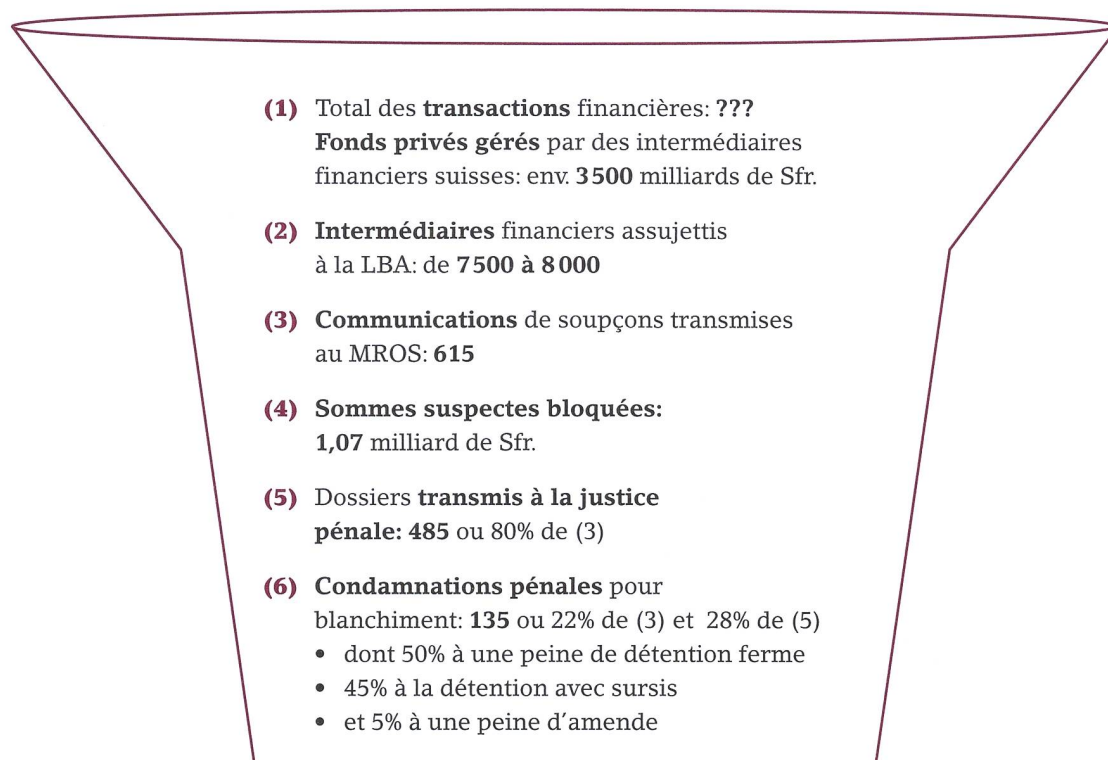 (1) Total des transactions financières: ???
Fonds privés gérés par des intermédiaires
financiers suisses: env. 3500 milliards de Sfr.
(2) Intermédiaires financiers assujettis
à la LBA: de 7500 à 8000
(3) Communications de soupçons transmises
au MROS: 615
(4) Sommes suspectes bloquées:
1,07 milliard de Sfr.
(5) Dossiers transmis à la justice
pénale: 485 ou 80% de (3)
(6) Condamnations pénales pour
blanchiment: 135 ou 22% de (3) et 28% de (5)
• dont 50% à une peine de détention ferme
• 45% à la détention avec sursis
• et 5% à une peine d'amende